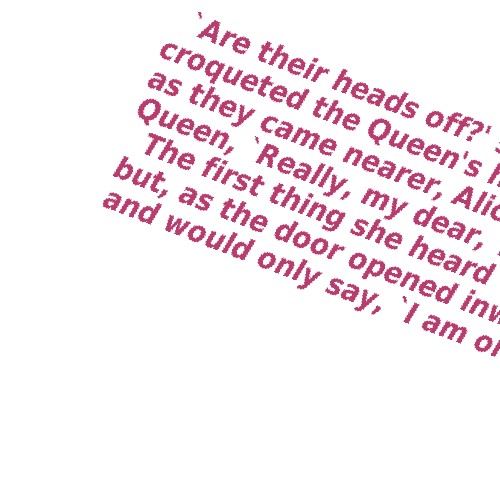 `Are their heads off?'
croqueted the Queen's
as they came nearer, Alic
Queen, `Really, my dear,
The first thing she heard
but, as the door opened inw
and would only say, `I am